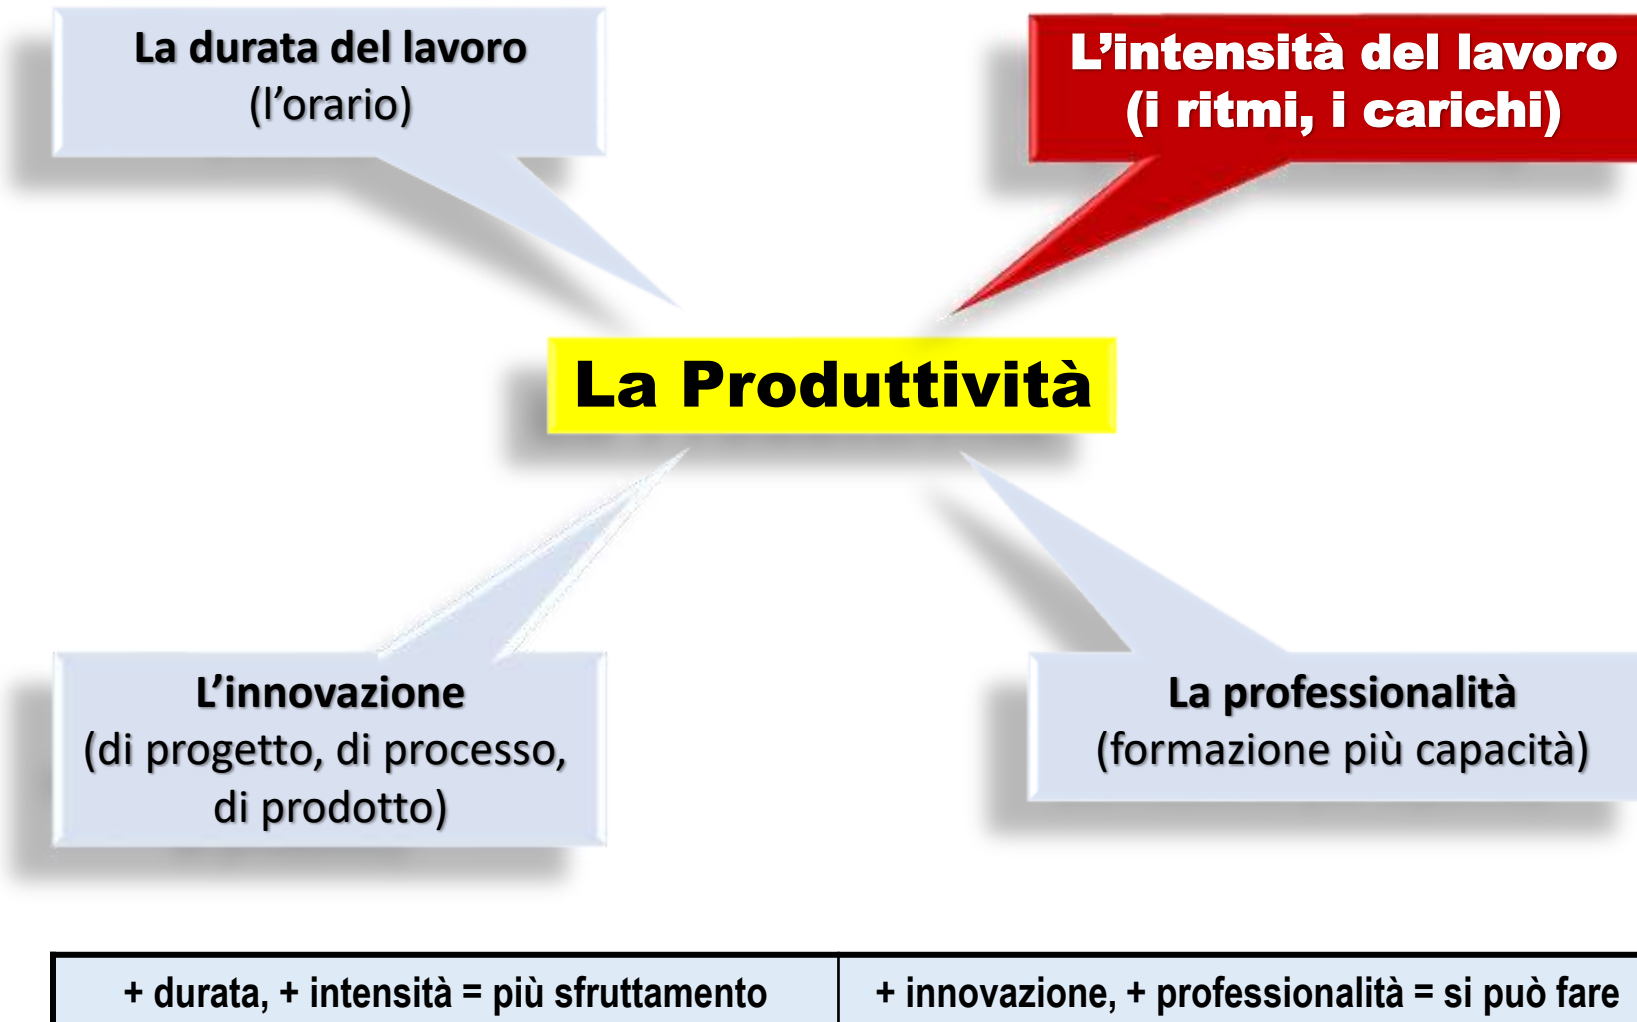 La durata del lavoro
(l’orario)
L’intensità del lavoro
(i ritmi, i carichi)
La Produttività
L’innovazione
(di progetto, di processo,
di prodotto)
La professionalità
(formazione più capacità)
+ durata, + intensità = più sfruttamento
+ innovazione, + professionalità = si può fare